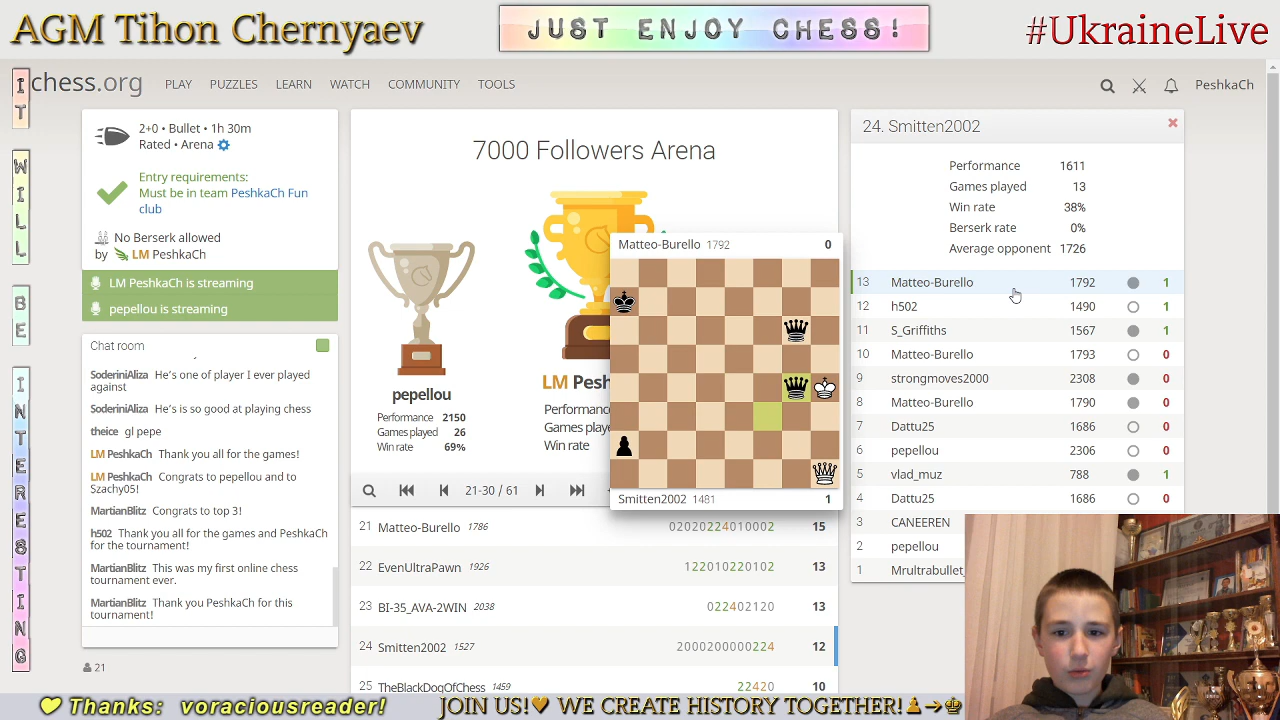 AGM Tihon Chernyaev
JUST ENJOY CHESS!
#UkraineLive
IT WILL BE INTERESTING
chess.org
PLAY PUZZLES LEARN WATCH COMMUNITY TOOLS
PeshkaCh
2+0 • Bullet • 1h 30m
Rated • Arena
Entry requirements:
Must be in team PeshkaCh Fun
club
No Berserk allowed
by LM PeshkaCh
LM PeshkaCh is streaming
pepellou is streaming
Chat room
SoderiniAliza He's one of player I ever played
against
SoderiniAliza He's is so good at playing chess
theice gl pepe
LM PeshkaCh Thank you all for the games!
LM PeshkaCh Congrats to pepellou and to
Szachy05!
MartianBlitz Congrats to top 3!
h502 Thank you all for the games and PeshkaCh
for the tournament!
MartianBlitz This was my first online chess
tournament ever.
MartianBlitz Thank you PeshkaCh for this
tournament!
21
7000 Followers Arena
pepellou
Performance 2150
Games played 26
Win rate 69%
LM Pesh
Performance
Games played
Win rate
Matteo-Burello 1792 0
Smitten2002 1481 1
21-30 / 61
21 Matteo-Burello 1786 0202022401000​2 15
22 EvenUltraPawn 1926 122010220102 13
23 BI-35_AVA-2WIN 2038 022402120 13
24 Smitten2002 1527 2000200000224 12
25 TheBlackDogOfChess 1459 22420 10
24. Smitten2002
Performance 1611
Games played 13
Win rate 38%
Berserk rate 0%
Average opponent 1726
13 Matteo-Burello 1792 1
12 h502 1490 1
11 S_Griffiths 1567 1
10 Matteo-Burello 1793 0
9 strongmoves2000 2308 0
8 Matteo-Burello 1790 0
7 Dattu25 1686 0
6 pepellou 2306 0
5 vlad_muz 788 1
4 Dattu25 1686 0
3 CANEEREN
2 pepellou
1 Mrultrabullet_
Thanks: voraciousreader!
JOIN US! WE CREATE HISTORY TOGETHER!